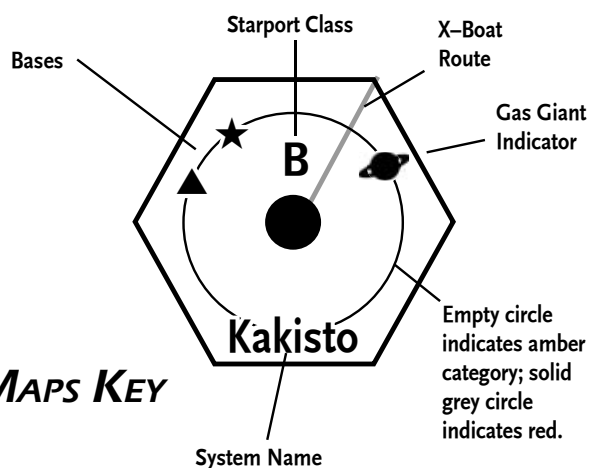 Starport Class
X–Boat
Route
Bases
Gas Giant
Indicator
B
Kakisto
Empty circle
indicates amber
category; solid
grey circle
indicates red.
MAPS KEY
System Name